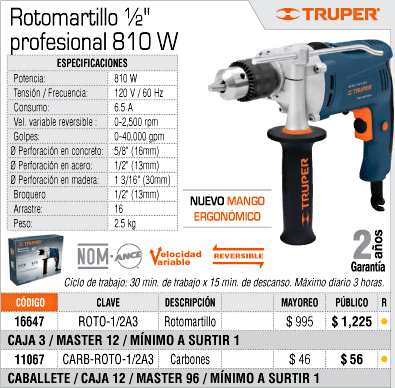 Rotomartillo ½"
profesional 810 W
TRUPER
ESPECIFICACIONES
Potencia: 810 W
Tensión / Frecuencia: 120 V / 60 Hz
Consumo: 6.5 A
Vel. variable reversible : 0-2,500 rpm
Golpes: 0-40,000 gpm
Ø Perforación en concreto: 5/8" (16mm)
Ø Perforación en acero: 1/2" (13mm)
Ø Perforación en madera: 1 3/16" (30mm)
Broquero 1/2" (13mm)
Arrastre: 16
Peso: 2.5 kg
TRUPER
NUEVO MANGO
ERGONÓMICO
NOM-ANCE
Velocidad
Variable
REVERSIBLE
2 años
Garantía
Ciclo de trabajo: 30 min. de trabajo x 15 min. de descanso. Máximo diario 3 horas.
CÓDIGO CLAVE DESCRIPCIÓN MAYOREO PÚBLICO R
16647 ROTO-1/2A3 Rotomartillo $ 995 $ 1,225
CAJA 3 / MASTER 12 / MÍNIMO A SURTIR 1
11067 CARB-ROTO-1/2A3 Carbones $ 46 $ 56
CABALLETE / CAJA 12 / MASTER 96 / MÍNIMO A SURTIR 1